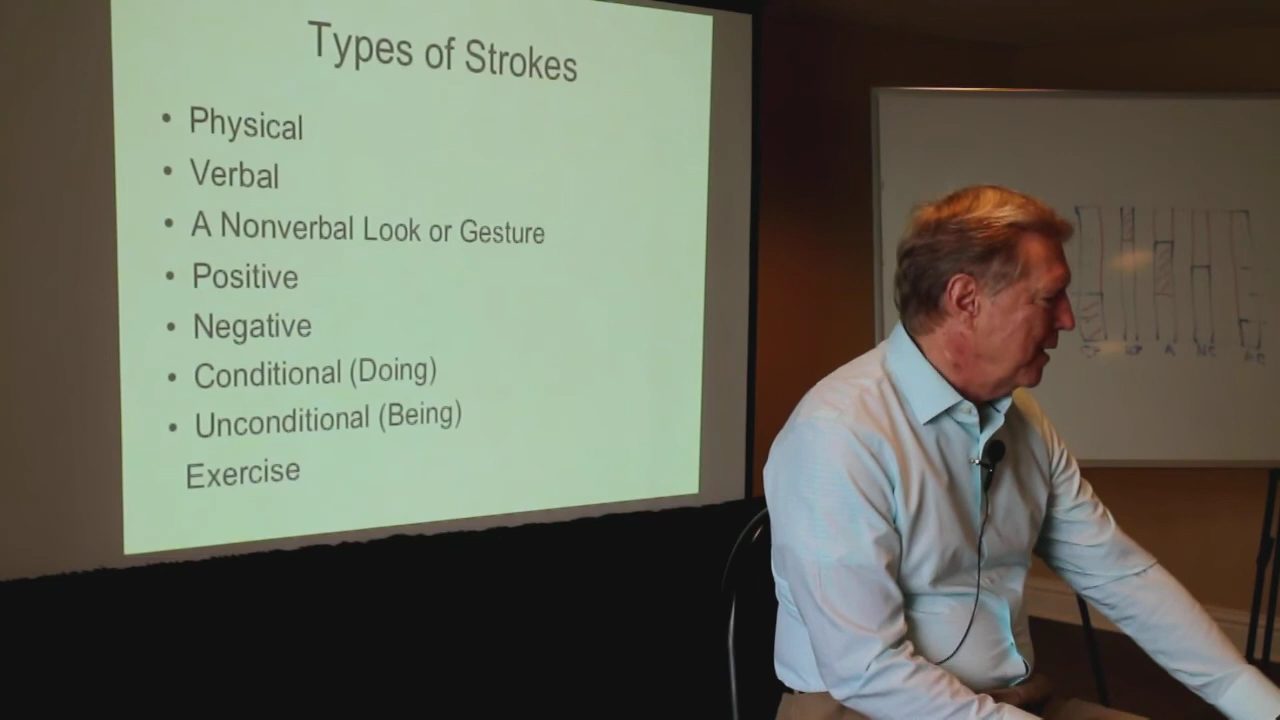 Types of Strokes
• Physical
• Verbal
• A Nonverbal Look or Gesture
• Positive
• Negative
• Conditional (Doing)
• Unconditional (Being)
Exercise